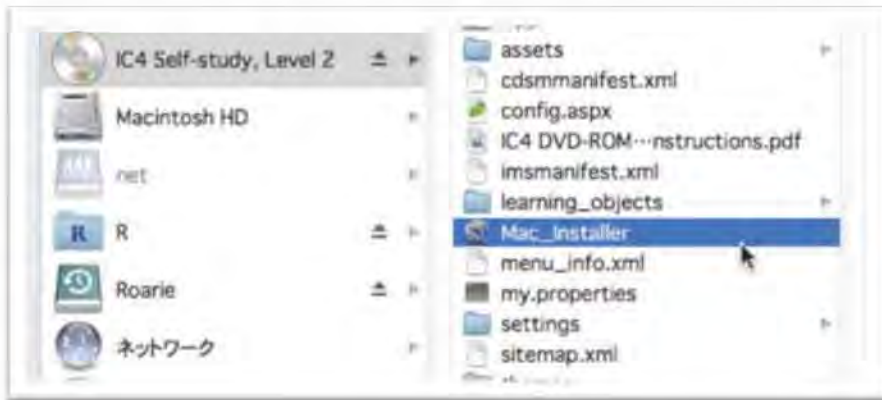 IC4 Self-study, Level 2
Macintosh HD
net
R
R
Roarie
ネットワーク
assets
cdsmmanifest.xml
config.aspx
IC4 DVD-ROM…nstructions.pdf
imsmanifest.xml
learning_objects
Mac_Installer
menu_info.xml
my.properties
settings
sitemap.xml